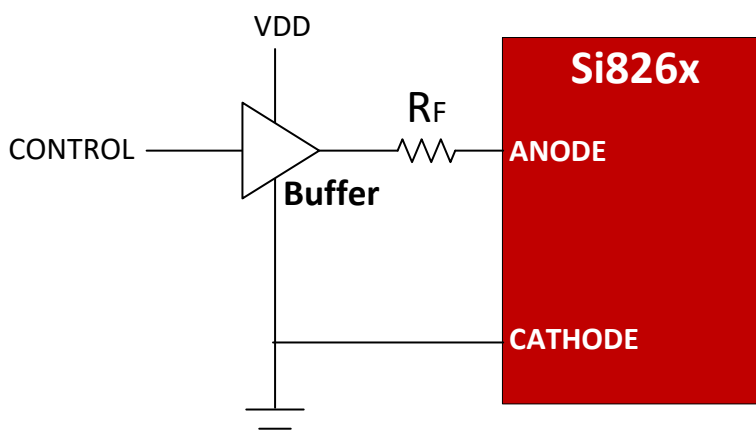 VDD
Si826x
RF
CONTROL
ANODE
Buffer
CATHODE